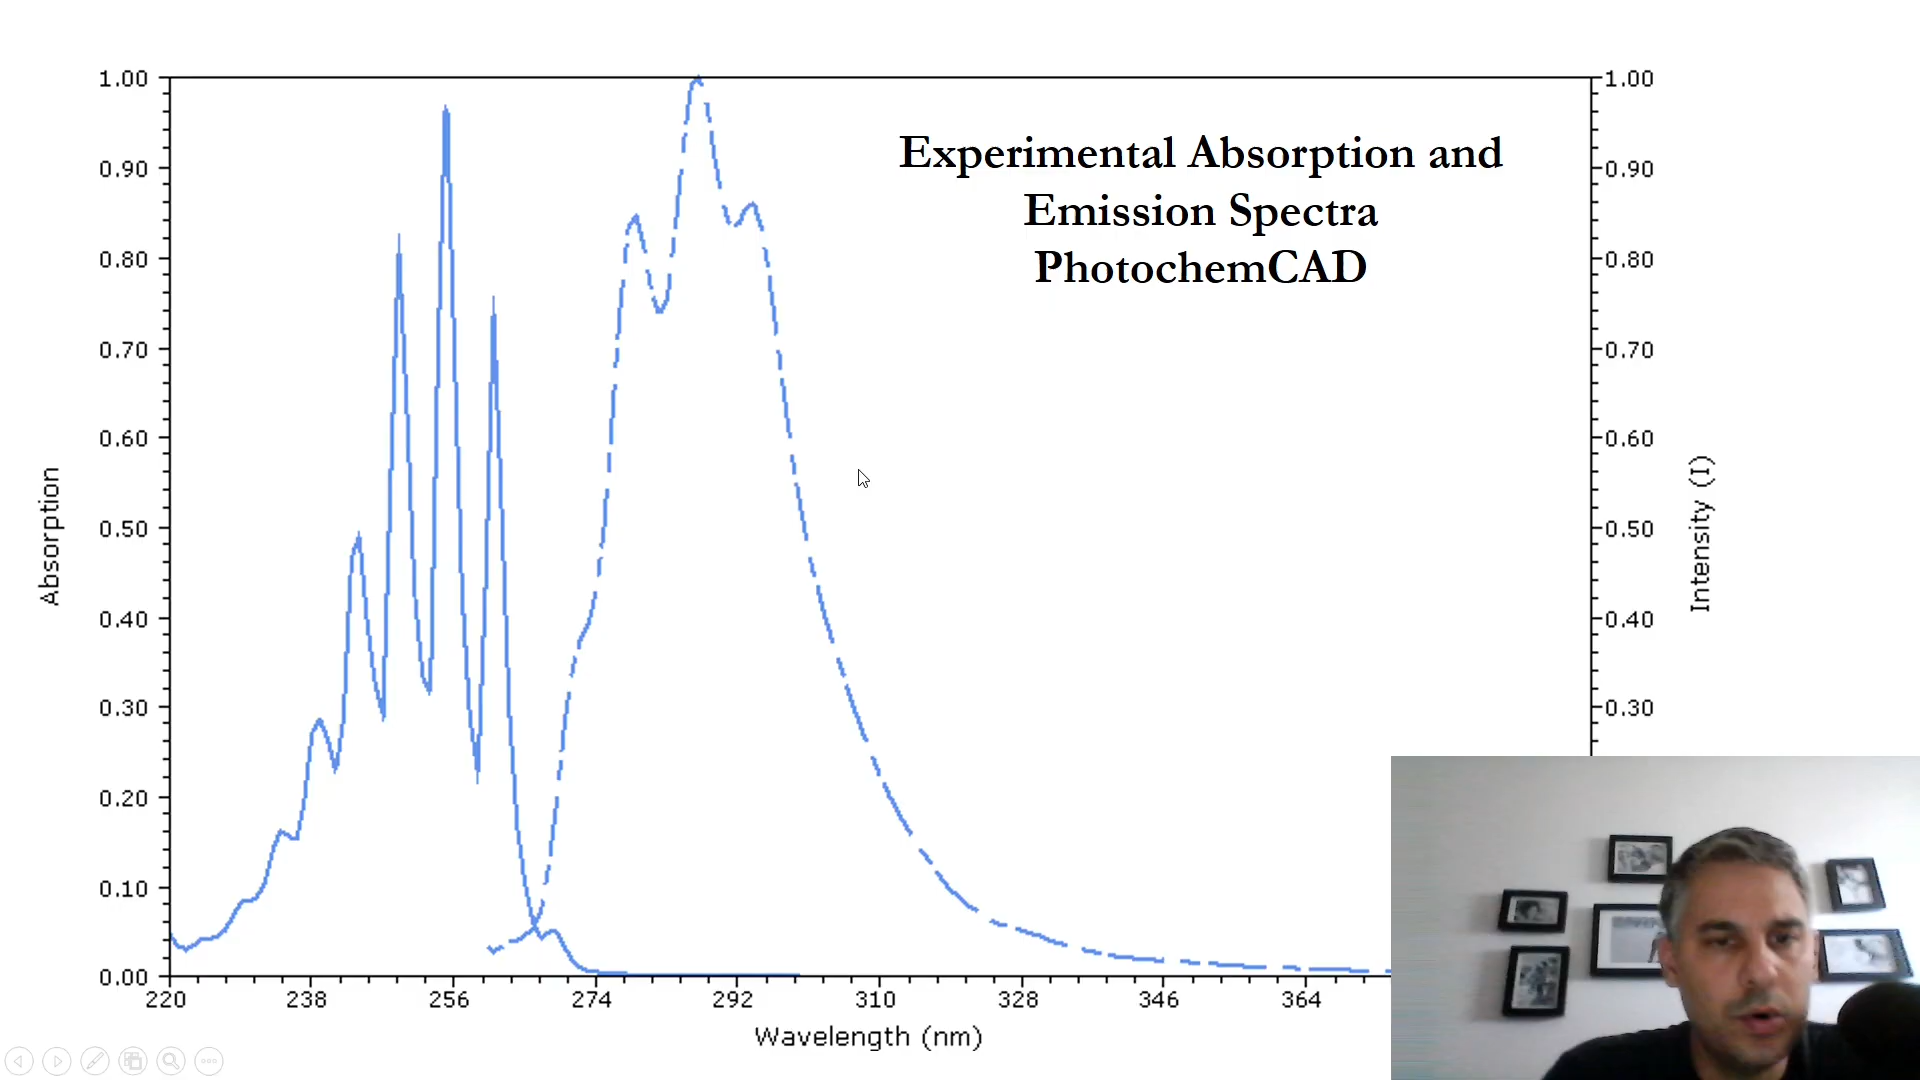 Experimental Absorption and
Emission Spectra
PhotochemCAD
1.00
0.90
0.80
0.70
0.60
0.50
0.40
0.30
0.20
0.10
0.00
Absorption
1.00
0.90
0.80
0.70
0.60
0.50
0.40
0.30
Intensity (I)
220 238 256 274 292 310 328 346 364
Wavelength (nm)